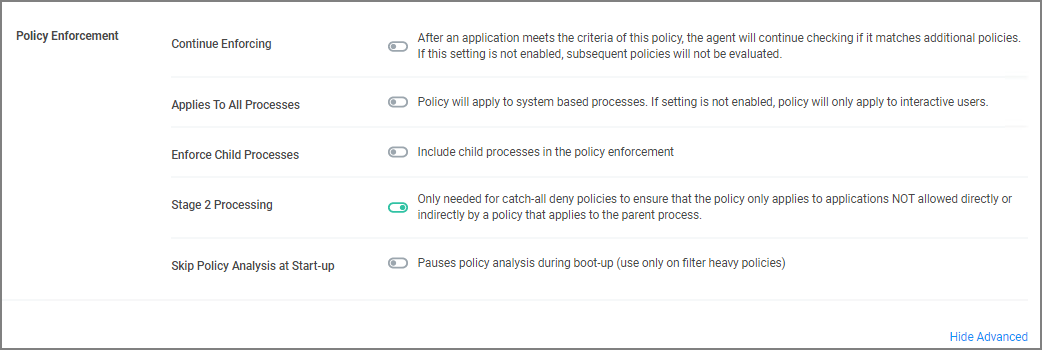 Policy Enforcement
Continue Enforcing
After an application meets the criteria of this policy, the agent will continue checking if it matches additional policies.
If this setting is not enabled, subsequent policies will not be evaluated.
Applies To All Processes
Policy will apply to system based processes. If setting is not enabled, policy will only apply to interactive users.
Enforce Child Processes
Include child processes in the policy enforcement
Stage 2 Processing
Only needed for catch-all deny policies to ensure that the policy only applies to applications NOT allowed directly or
indirectly by a policy that applies to the parent process.
Skip Policy Analysis at Start-up
Pauses policy analysis during boot-up (use only on filter heavy policies)
Hide Advanced